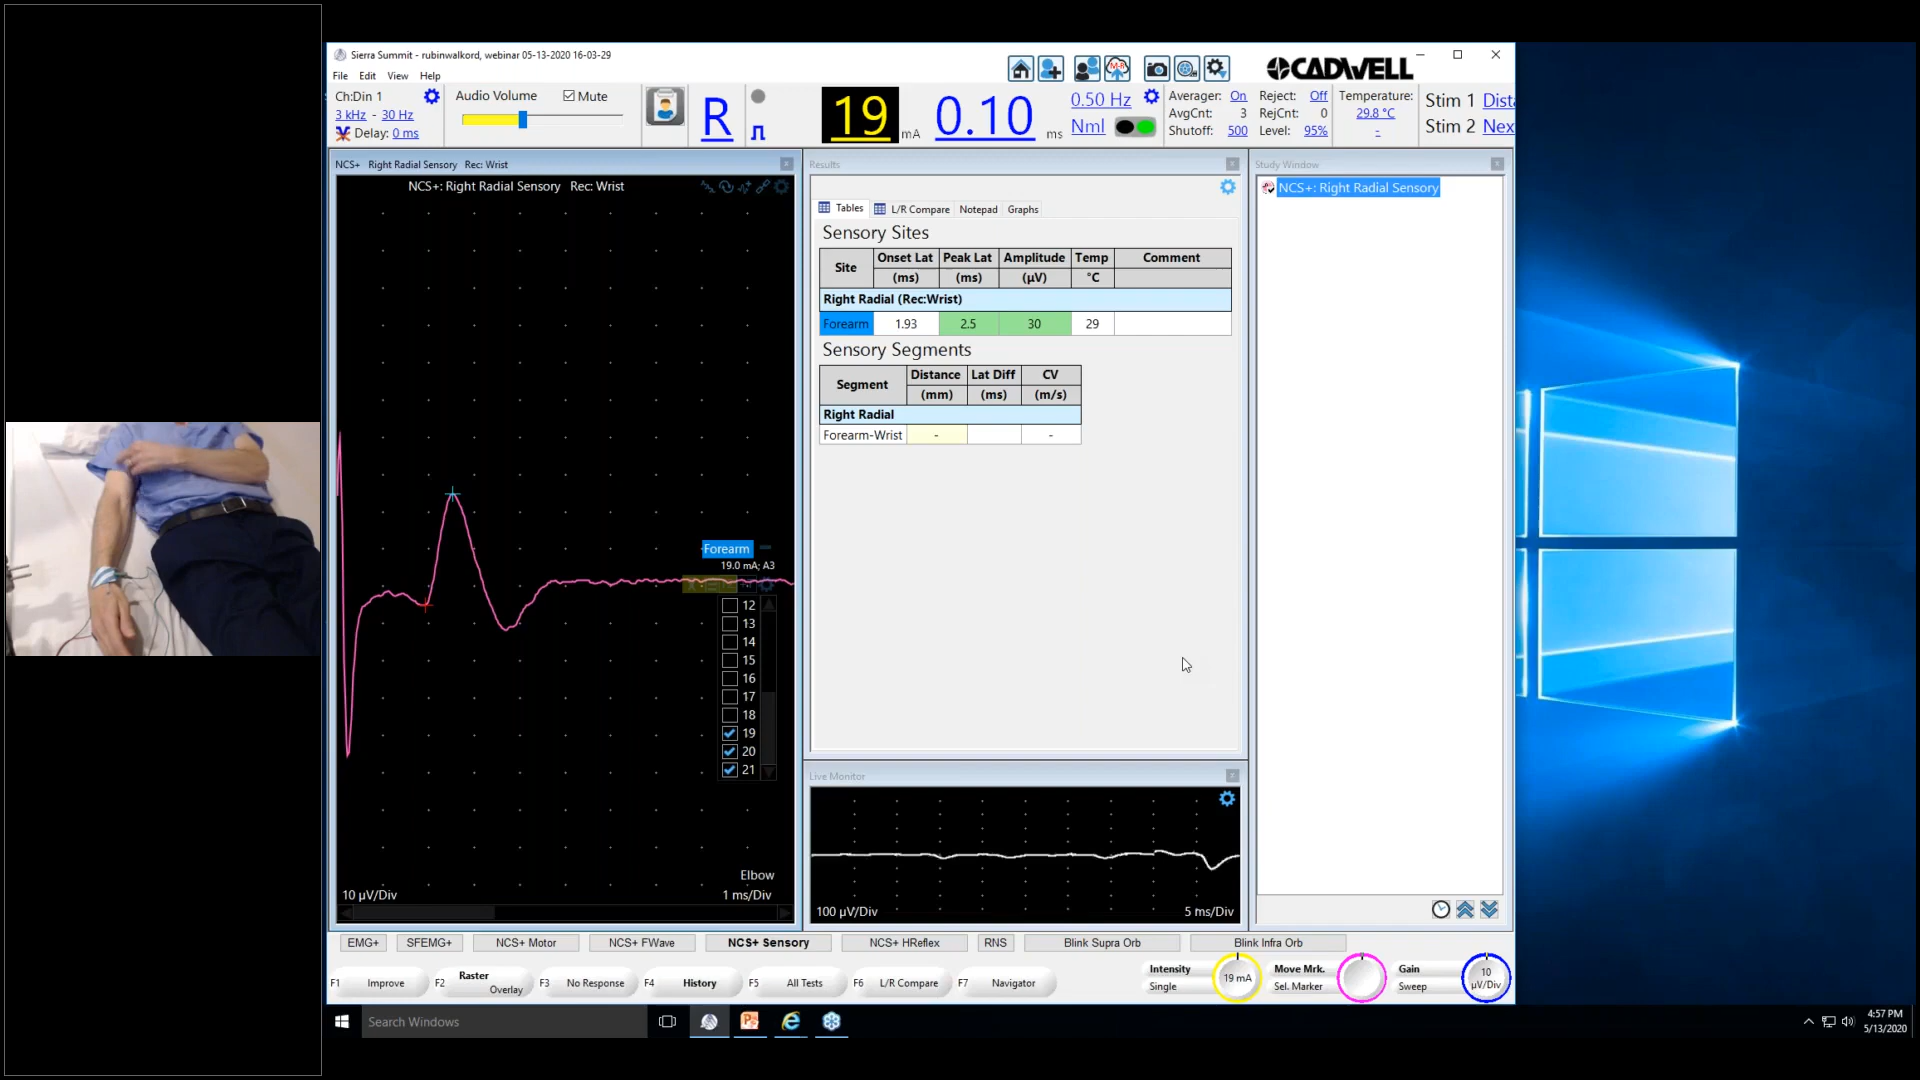 Sierra Summit - rubinwalkord, webinar 05-13-2020 16-03-29
File Edit View Help
CADWELL
Ch:Din 1
3 kHz - 30 Hz
Delay: 0 ms
Audio Volume
Mute
R
19 mA
0.10 ms
0.50 Hz
Nml
Averager: On
AvgCnt: 3
Shutoff: 500
Reject: Off
RejCnt: 0
Level: 95%
Temperature:
29.8 °C
-
Stim 1 Dist
Stim 2 Nex
NCS+ Right Radial Sensory Rec: Wrist
NCS+: Right Radial Sensory Rec: Wrist
Forearm
19.0 mA; A3
12
13
14
15
16
17
18
19
20
21
Elbow
10 µV/Div
1 ms/Div
Results
Tables L/R Compare Notepad Graphs
Sensory Sites
Site Onset Lat Peak Lat Amplitude Temp Comment
(ms) (ms) (µV) °C
Right Radial (Rec:Wrist)
Forearm 1.93 2.5 30 29
Sensory Segments
Segment Distance Lat Diff CV
(mm) (ms) (m/s)
Right Radial
Forearm-Wrist - -
Live Monitor
100 µV/Div
5 ms/Div
Study Window
NCS+: Right Radial Sensory
EMG+ SFEMG+ NCS+ Motor NCS+ FWave NCS+ Sensory NCS+ HReflex RNS Blink Supra Orb Blink Infra Orb
F1 Improve
F2 Raster
Overlay
F3 No Response
F4 History
F5 All Tests
F6 L/R Compare
F7 Navigator
Intensity
Single
19 mA
Move Mrk.
Sel. Marker
Gain
Sweep
10
µV/Div
Search Windows
4:57 PM
5/13/2020